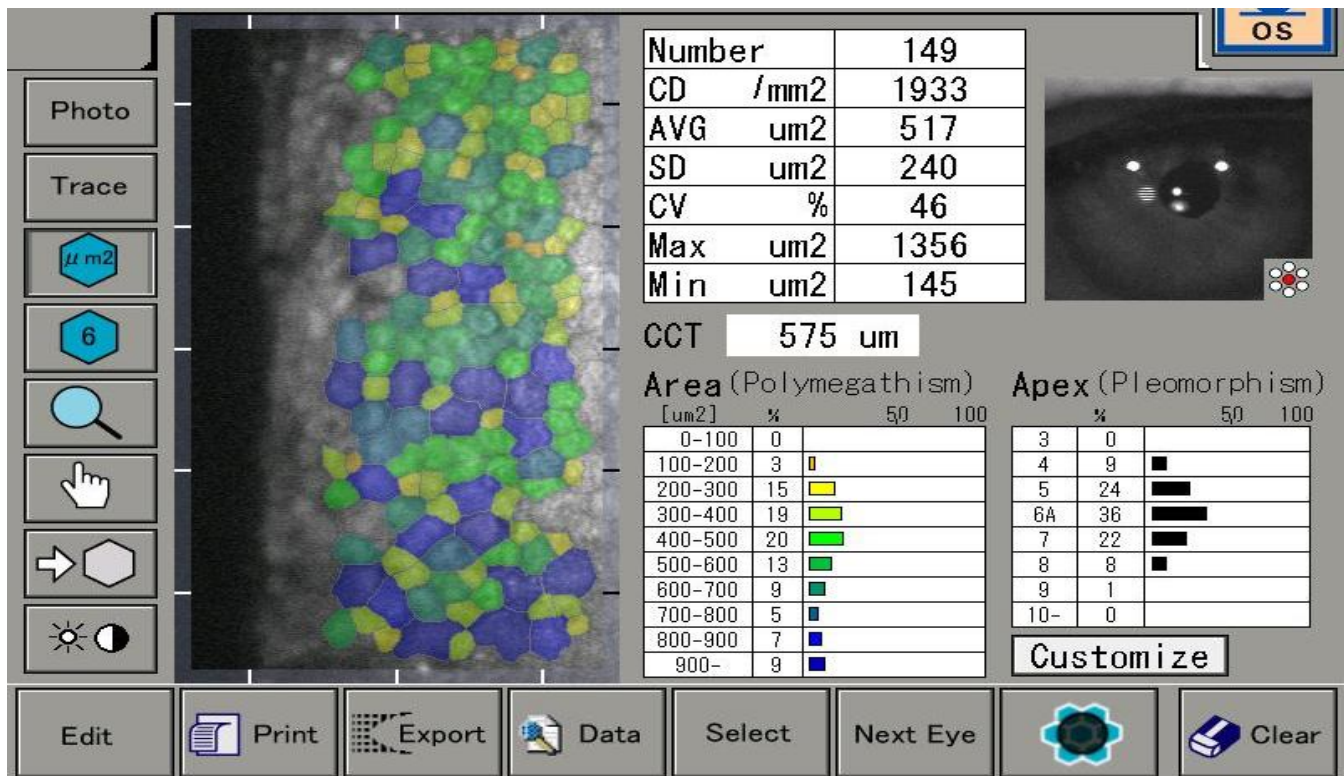 OS
Photo
Trace
μm2
6
Number 149
CD /mm2 1933
AVG um2 517
SD um2 240
CV % 46
Max um2 1356
Min um2 145
CCT 575 um
Area (Polymegathism)
[um2] % 50 100
0-100 0
100-200 3
200-300 15
300-400 19
400-500 20
500-600 13
600-700 9
700-800 5
800-900 7
900- 9
Apex (Pleomorphism)
% 50 100
3 0
4 9
5 24
6A 36
7 22
8 8
9 1
10- 0
Customize
Edit
Print
Export
Data
Select
Next Eye
Clear